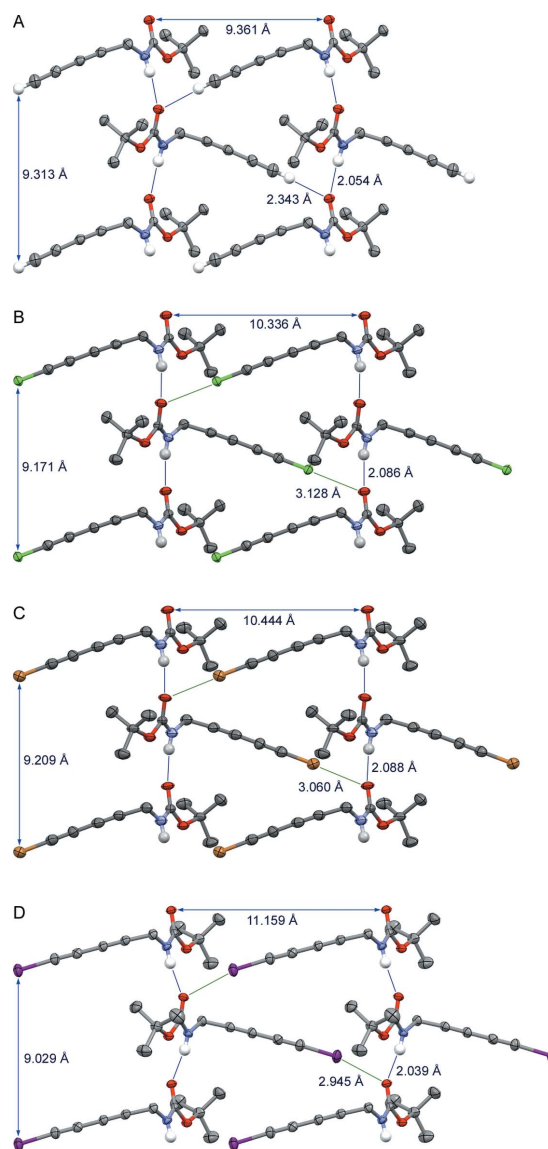 A
9.361 Å
9.313 Å
2.054 Å
2.343 Å
B
10.336 Å
9.171 Å
2.086 Å
3.128 Å
C
10.444 Å
9.209 Å
2.088 Å
3.060 Å
D
11.159 Å
9.029 Å
2.039 Å
2.945 Å